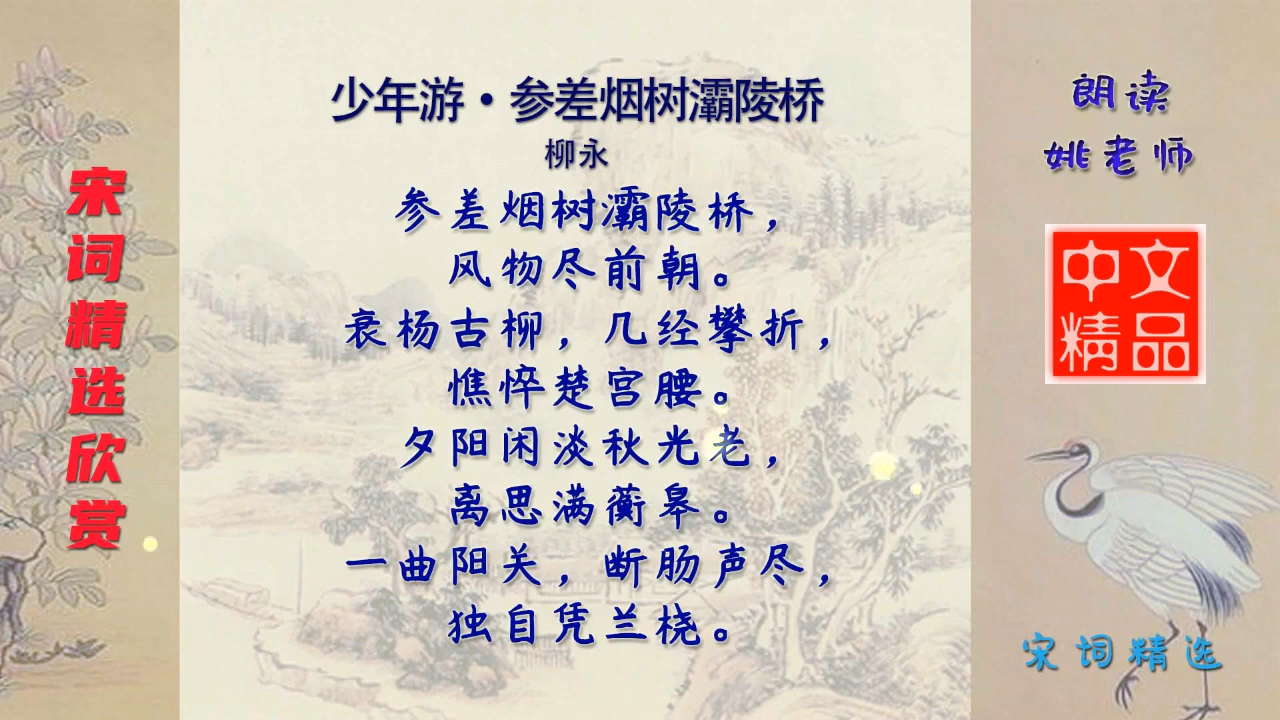 宋词精选欣赏
少年游·参差烟树灞陵桥
柳永
参差烟树灞陵桥，
风物尽前朝。
衰杨古柳，几经攀折，
憔悴楚宫腰。
夕阳闲淡秋光老，
离思满蘅皋。
一曲阳关，断肠声尽，
独自凭兰桡。
朗读
姚老师
中文
精品
宋词精选